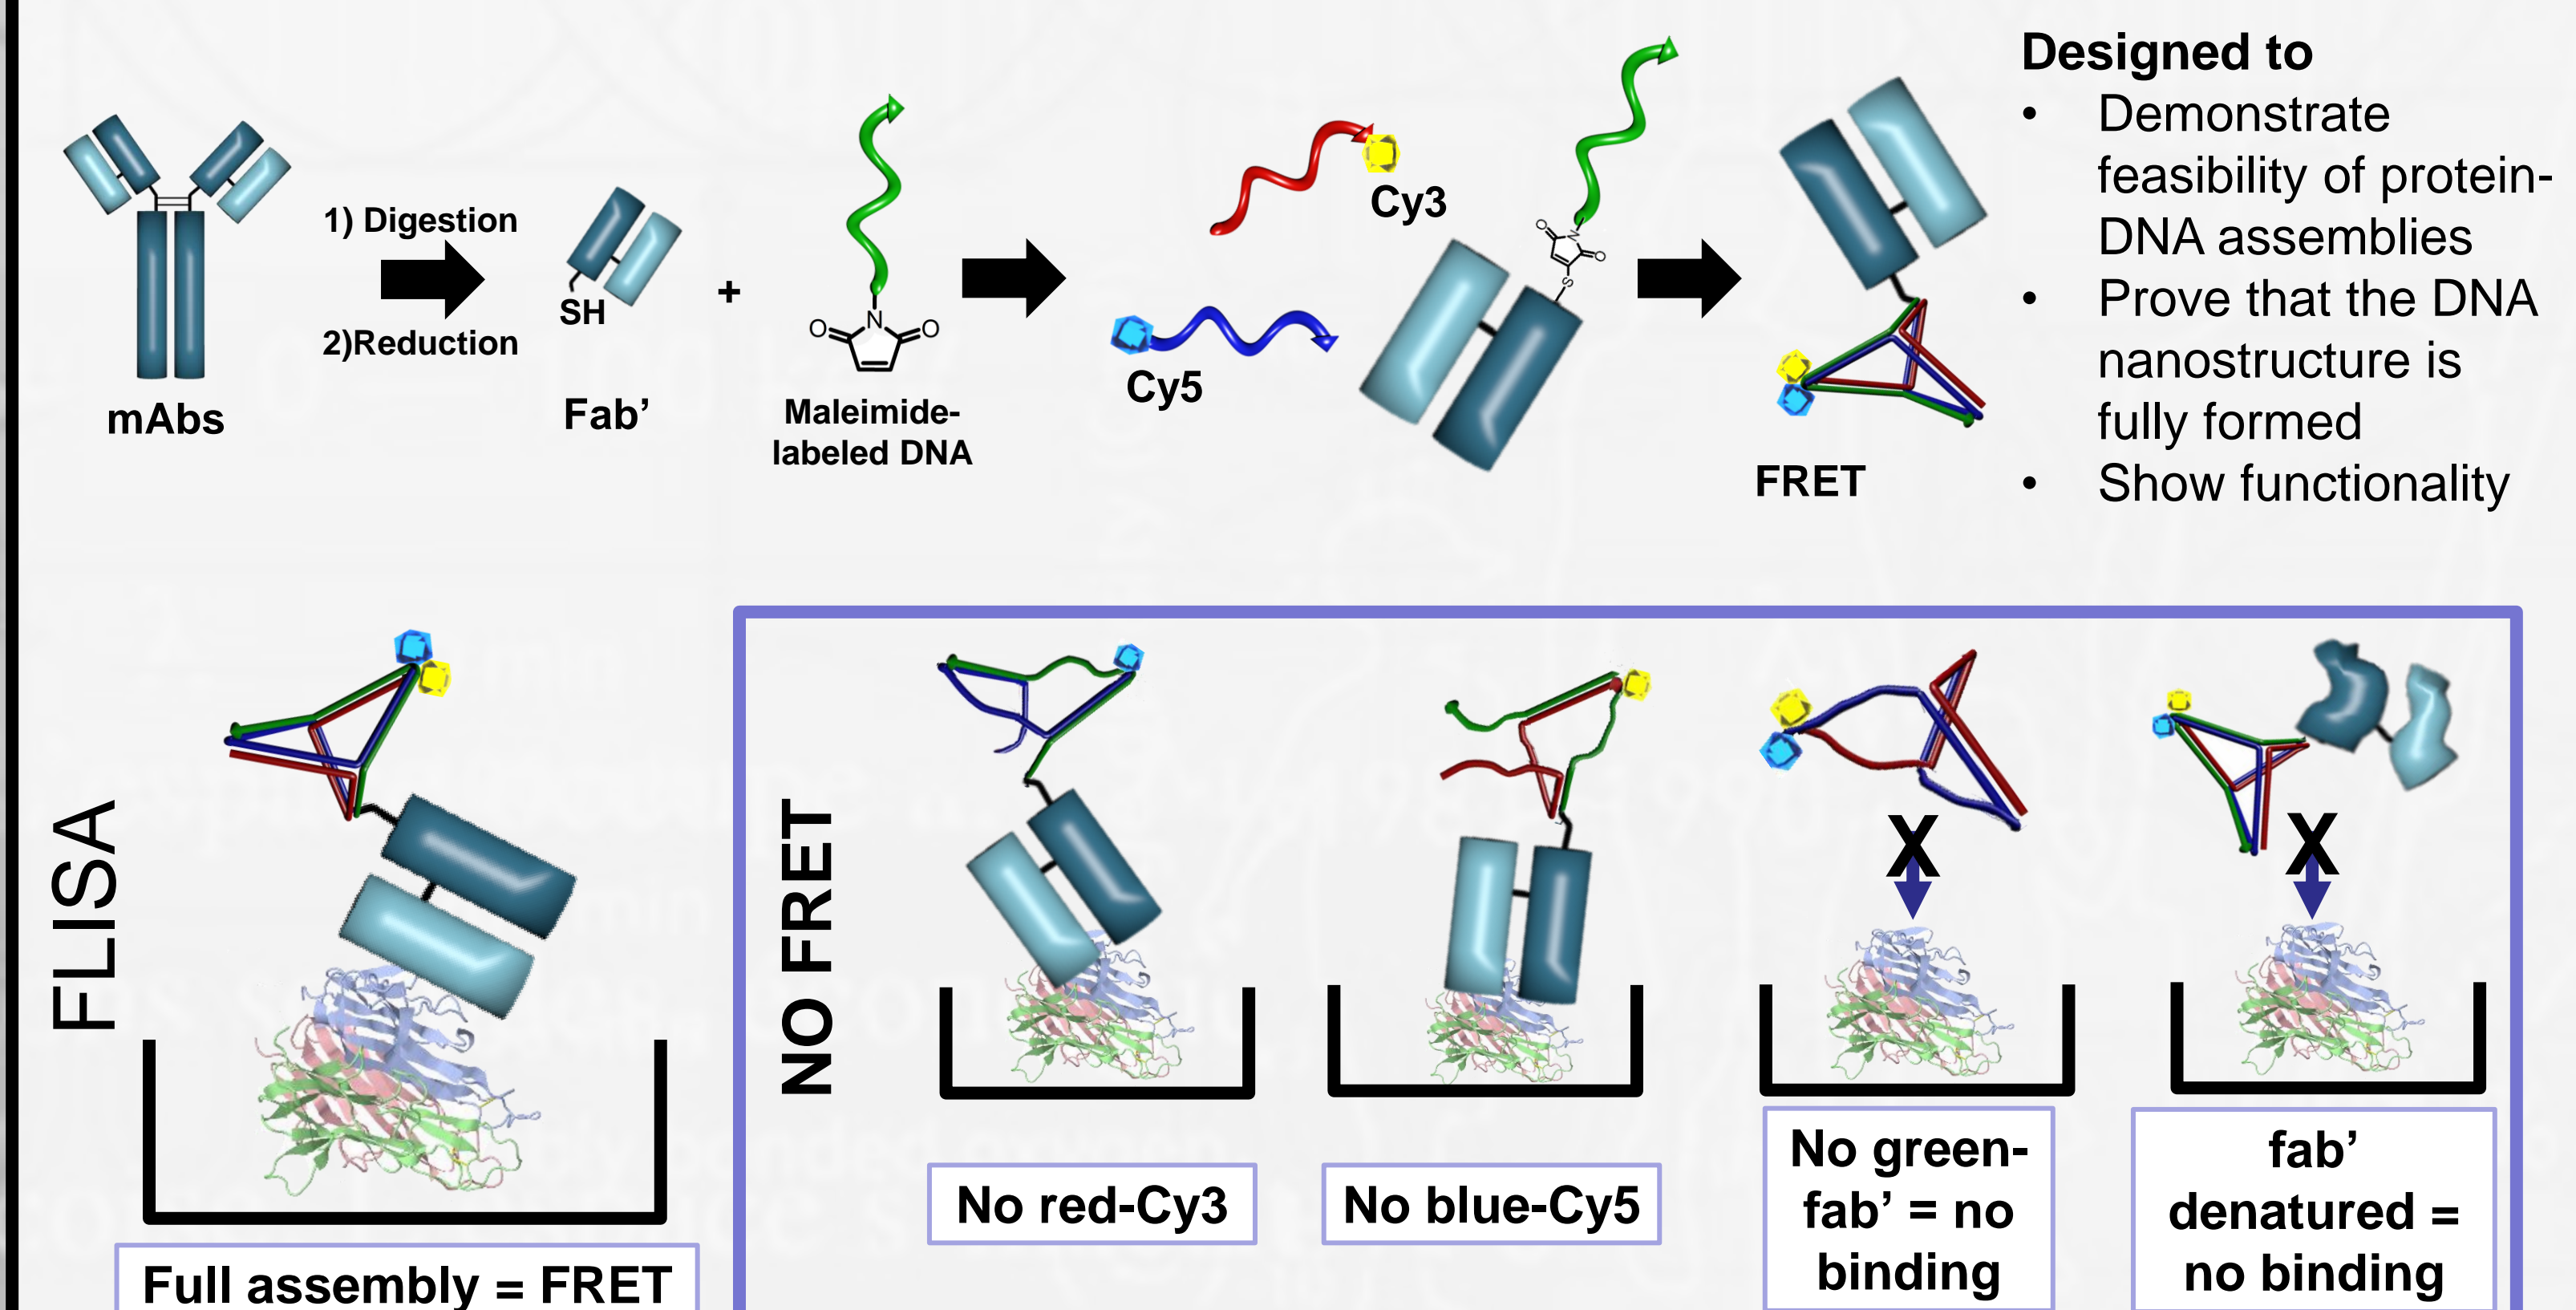 Designed to
• Demonstrate
feasibility of protein-
DNA assemblies
• Prove that the DNA
nanostructure is
fully formed
• Show functionality
mAbs
1) Digestion
2)Reduction
SH
Fab’
+
N
O
O
Maleimide-
labeled DNA
Cy3
Cy5
O
N
O
S
FRET
FLISA
Full assembly = FRET
NO FRET
No red-Cy3
No blue-Cy5
X
No green-
fab’ = no
binding
X
fab’
denatured =
no binding